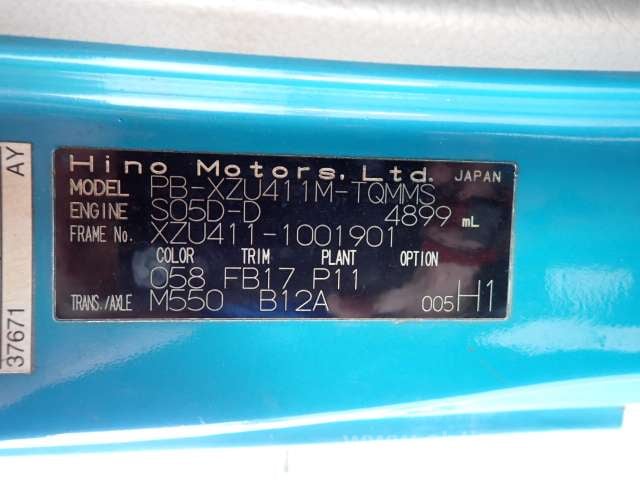 Hino Motors, Ltd. JAPAN
MODEL PB-XZU411M-TQMMS
ENGINE S05D-D 4899 mL
FRAME No. XZU411-1001901
COLOR TRIM PLANT OPTION
058 FB17 P11
TRANS./AXLE M550 B12A 005 H1
37671 AY